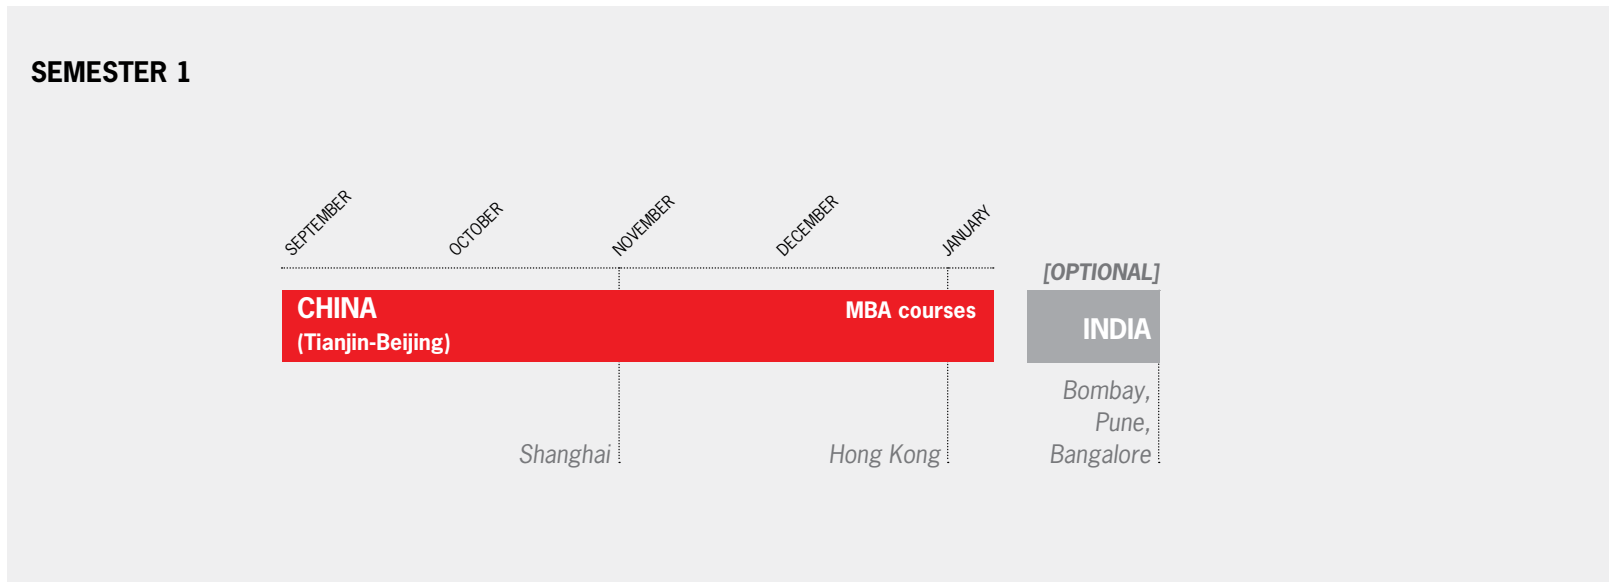 SEMESTER 1
SEPTEMBER
OCTOBER
NOVEMBER
DECEMBER
JANUARY
[OPTIONAL]
CHINA
(Tianjin-Beijing)
MBA courses
INDIA
Shanghai
Hong Kong
Bombay,
Pune,
Bangalore